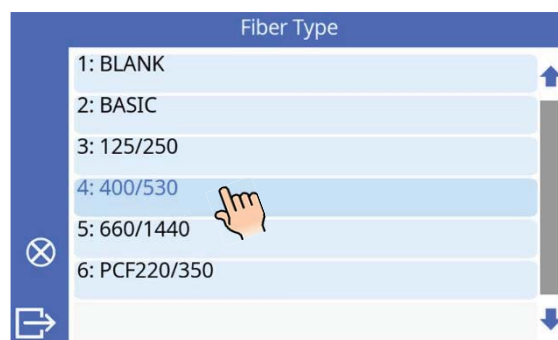 Fiber Type
1: BLANK
2: BASIC
3: 125/250
4: 400/530
5: 660/1440
6: PCF220/350